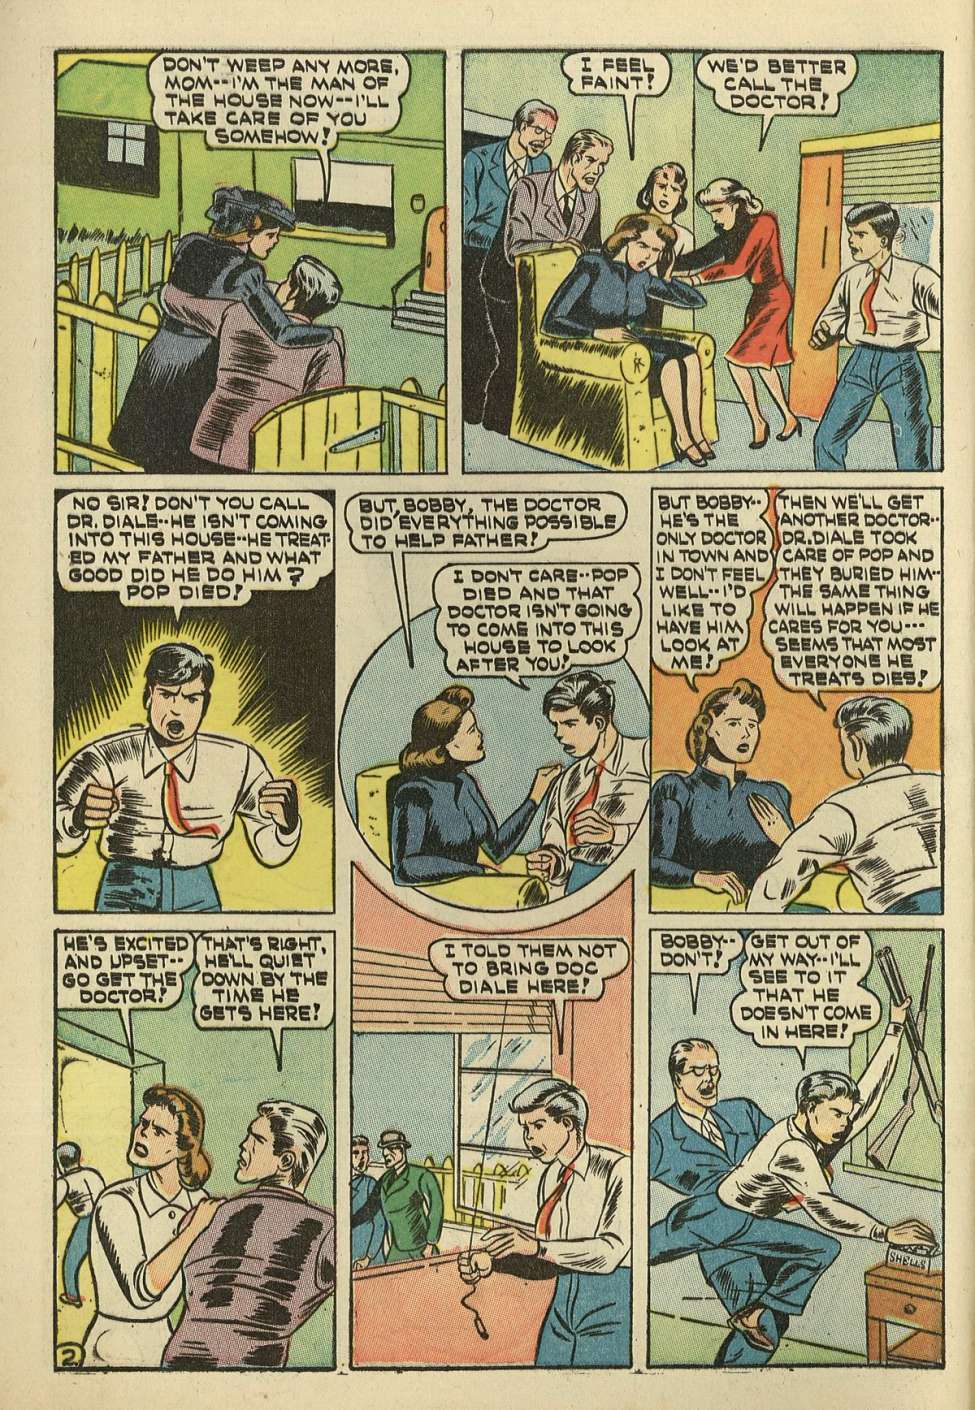 DON'T WEEP ANY MORE,
MOM--I'M THE MAN OF
THE HOUSE NOW--I'LL
TAKE CARE OF YOU
SOMEHOW!
I FEEL
FAINT!
WE'D BETTER
CALL THE
DOCTOR!
NO SIR! DON'T YOU CALL
DR. DIALE--HE ISN'T COMING
INTO THIS HOUSE--HE TREAT-
ED MY FATHER AND WHAT
GOOD DID HE DO HIM?
POP DIED!
BUT, BOBBY, THE DOCTOR
DID EVERYTHING POSSIBLE
TO HELP FATHER!
I DON'T CARE--POP
DIED AND THAT
DOCTOR ISN'T GOING
TO COME INTO THIS
HOUSE TO LOOK
AFTER YOU!
BUT BOBBY--
HE'S THE
ONLY DOCTOR
IN TOWN AND
I DON'T FEEL
WELL--I'D
LIKE TO
HAVE HIM
LOOK AT
ME!
THEN WE'LL GET
ANOTHER DOCTOR--
DR. DIALE TOOK
CARE OF POP AND
THEY BURIED HIM--
THE SAME THING
WILL HAPPEN IF HE
CARES FOR YOU---
SEEMS THAT MOST
EVERYONE HE
TREATS DIES!
HE'S EXCITED
AND UPSET--
GO GET THE
DOCTOR!
THAT'S RIGHT,
HE'LL QUIET
DOWN BY THE
TIME HE
GETS HERE!
I TOLD THEM NOT
TO BRING DOC
DIALE HERE!
BOBBY--
DON'T!
GET OUT OF
MY WAY--I'LL
SEE TO IT
THAT HE
DOESN'T COME
IN HERE!
SHELLS
2